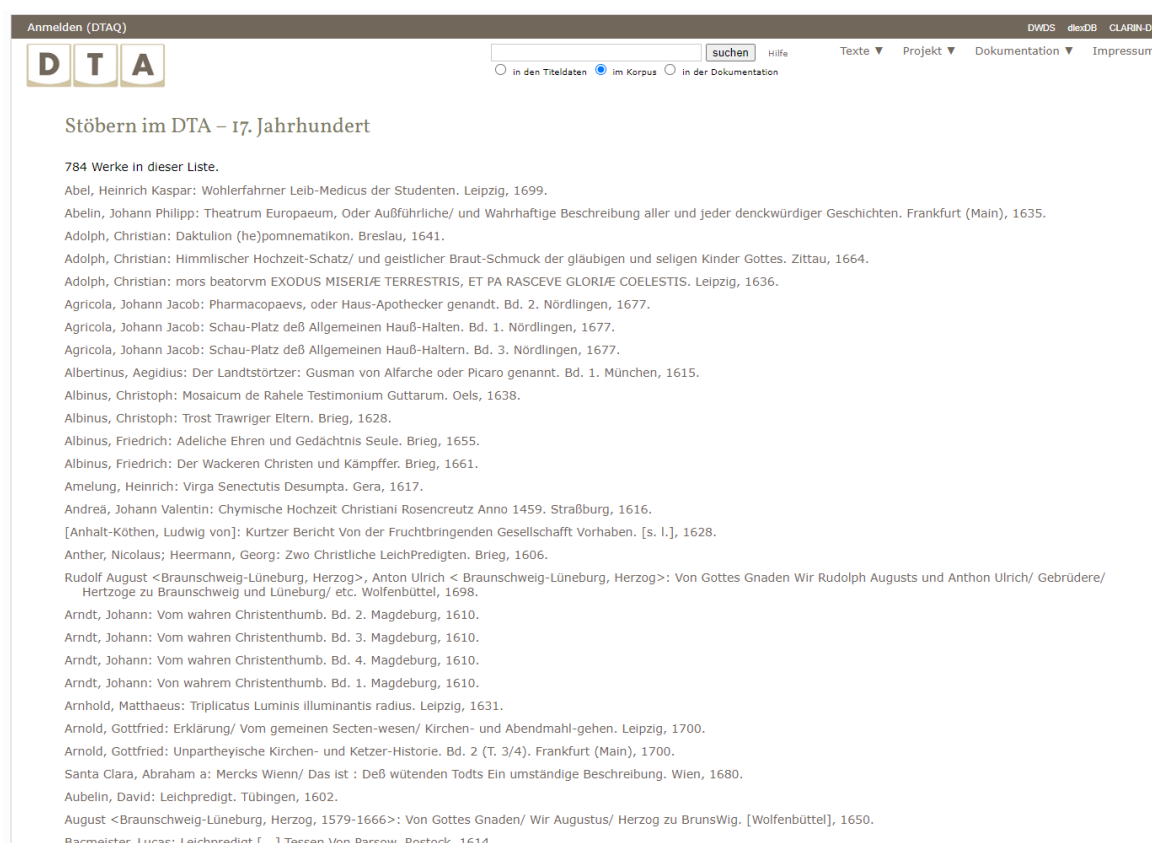 Anmelden (DTAQ)
DWDS dlexDB CLARIN-D
D T A
suchen Hilfe
Texte ▼ Projekt ▼ Dokumentation ▼ Impressum
in den Titeldaten im Korpus in der Dokumentation
Stöbern im DTA – 17. Jahrhundert
784 Werke in dieser Liste.
Abel, Heinrich Kaspar: Wohlerfahrner Leib-Medicus der Studenten. Leipzig, 1699.
Abelin, Johann Philipp: Theatrum Europaeum, Oder Außführliche/ und Wahrhaftige Beschreibung aller und jeder denckwürdiger Geschichten. Frankfurt (Main), 1635.
Adolph, Christian: Daktulion (he)pomnematikon. Breslau, 1641.
Adolph, Christian: Himmlischer Hochzeit-Schatz/ und geistlicher Braut-Schmuck der gläubigen und seligen Kinder Gottes. Zittau, 1664.
Adolph, Christian: mors beatorvm EXODUS MISERIÆ TERRESTRIS, ET PA RASCEVE GLORIÆ COELESTIS. Leipzig, 1636.
Agricola, Johann Jacob: Pharmacopaevs, oder Haus-Apothecker genandt. Bd. 2. Nördlingen, 1677.
Agricola, Johann Jacob: Schau-Platz deß Allgemeinen Hauß-Halten. Bd. 1. Nördlingen, 1677.
Agricola, Johann Jacob: Schau-Platz deß Allgemeinen Hauß-Haltern. Bd. 3. Nördlingen, 1677.
Albertinus, Aegidius: Der Landtstörtzer: Gusman von Alfarche oder Picaro genannt. Bd. 1. München, 1615.
Albinus, Christoph: Mosaicum de Rahele Testimonium Guttarum. Oels, 1638.
Albinus, Christoph: Trost Trawriger Eltern. Brieg, 1628.
Albinus, Friedrich: Adeliche Ehren und Gedächtnis Seule. Brieg, 1655.
Albinus, Friedrich: Der Wackeren Christen und Kämpffer. Brieg, 1661.
Amelung, Heinrich: Virga Senectutis Desumpta. Gera, 1617.
Andreä, Johann Valentin: Chymische Hochzeit Christiani Rosencreutz Anno 1459. Straßburg, 1616.
[Anhalt-Köthen, Ludwig von]: Kurtzer Bericht Von der Fruchtbringenden Gesellschafft Vorhaben. [s. l.], 1628.
Anther, Nicolaus; Heermann, Georg: Zwo Christliche LeichPredigten. Brieg, 1606.
Rudolf August <Braunschweig-Lüneburg, Herzog>, Anton Ulrich < Braunschweig-Lüneburg, Herzog>: Von Gottes Gnaden Wir Rudolph Augusts und Anthon Ulrich/ Gebrüdere/
Hertzoge zu Braunschweig und Lüneburg/ etc. Wolfenbüttel, 1698.
Arndt, Johann: Vom wahren Christenthumb. Bd. 2. Magdeburg, 1610.
Arndt, Johann: Vom wahren Christenthumb. Bd. 3. Magdeburg, 1610.
Arndt, Johann: Vom wahren Christenthumb. Bd. 4. Magdeburg, 1610.
Arndt, Johann: Von wahrem Christenthumb. Bd. 1. Magdeburg, 1610.
Arnhold, Matthaeus: Triplicatus Luminis illuminantis radius. Leipzig, 1631.
Arnold, Gottfried: Erklärung/ Vom gemeinen Secten-wesen/ Kirchen- und Abendmahl-gehen. Leipzig, 1700.
Arnold, Gottfried: Unpartheyische Kirchen- und Ketzer-Historie. Bd. 2 (T. 3/4). Frankfurt (Main), 1700.
Santa Clara, Abraham a: Mercks Wienn/ Das ist : Deß wütenden Todts Ein umständige Beschreibung. Wien, 1680.
Aubelin, David: Leichpredigt. Tübingen, 1602.
August <Braunschweig-Lüneburg, Herzog, 1579-1666>: Von Gottes Gnaden/ Wir Augustus/ Herzog zu BrunsWig. [Wolfenbüttel], 1650.
Bacmeister, Lucas: Leichpredigt [...] Tessen Von Parsow. Rostock, 1614.